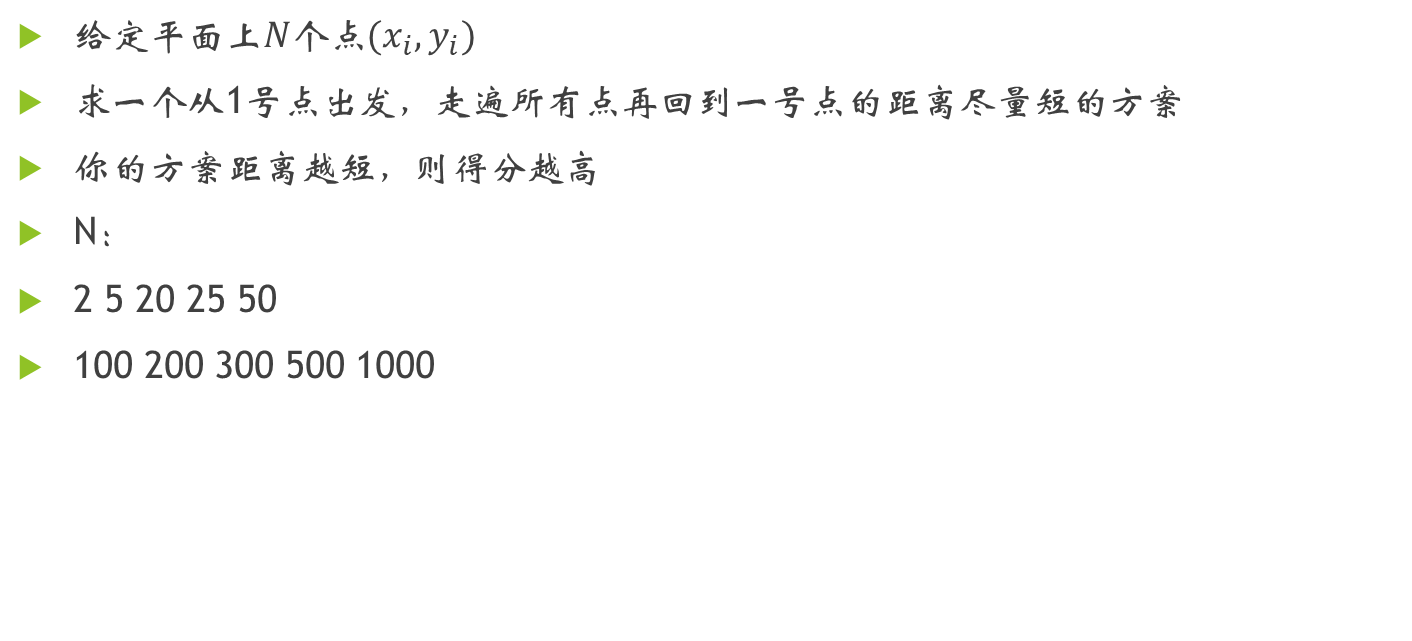 给定平面上N个点(xᵢ, yᵢ)
求一个从1号点出发，走遍所有点再回到一号点的距离尽量短的方案
你的方案距离越短，则得分越高
N：
2 5 20 25 50
100 200 300 500 1000